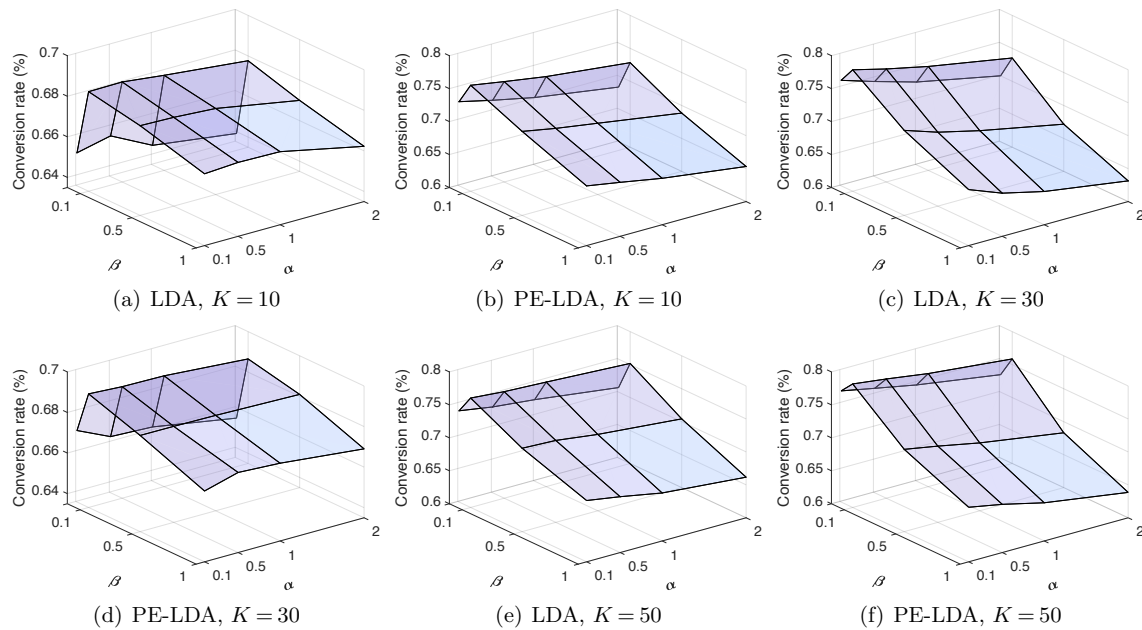 0.7
0.68
0.66
0.64
Conversion rate (%)
0.1
0.5
1
β
0.1
0.5
1
2
α
(a) LDA, K = 10
0.8
0.75
0.7
0.65
0.6
Conversion rate (%)
0.1
0.5
1
β
0.1
0.5
1
2
α
(b) PE-LDA, K = 10
0.8
0.75
0.7
0.65
0.6
Conversion rate (%)
0.1
0.5
1
β
0.1
0.5
1
2
α
(c) LDA, K = 30
0.7
0.68
0.66
0.64
Conversion rate (%)
0.1
0.5
1
β
0.1
0.5
1
2
α
(d) PE-LDA, K = 30
0.8
0.75
0.7
0.65
0.6
Conversion rate (%)
0.1
0.5
1
β
0.1
0.5
1
2
α
(e) LDA, K = 50
0.8
0.75
0.7
0.65
0.6
Conversion rate (%)
0.1
0.5
1
β
0.1
0.5
1
2
α
(f) PE-LDA, K = 50